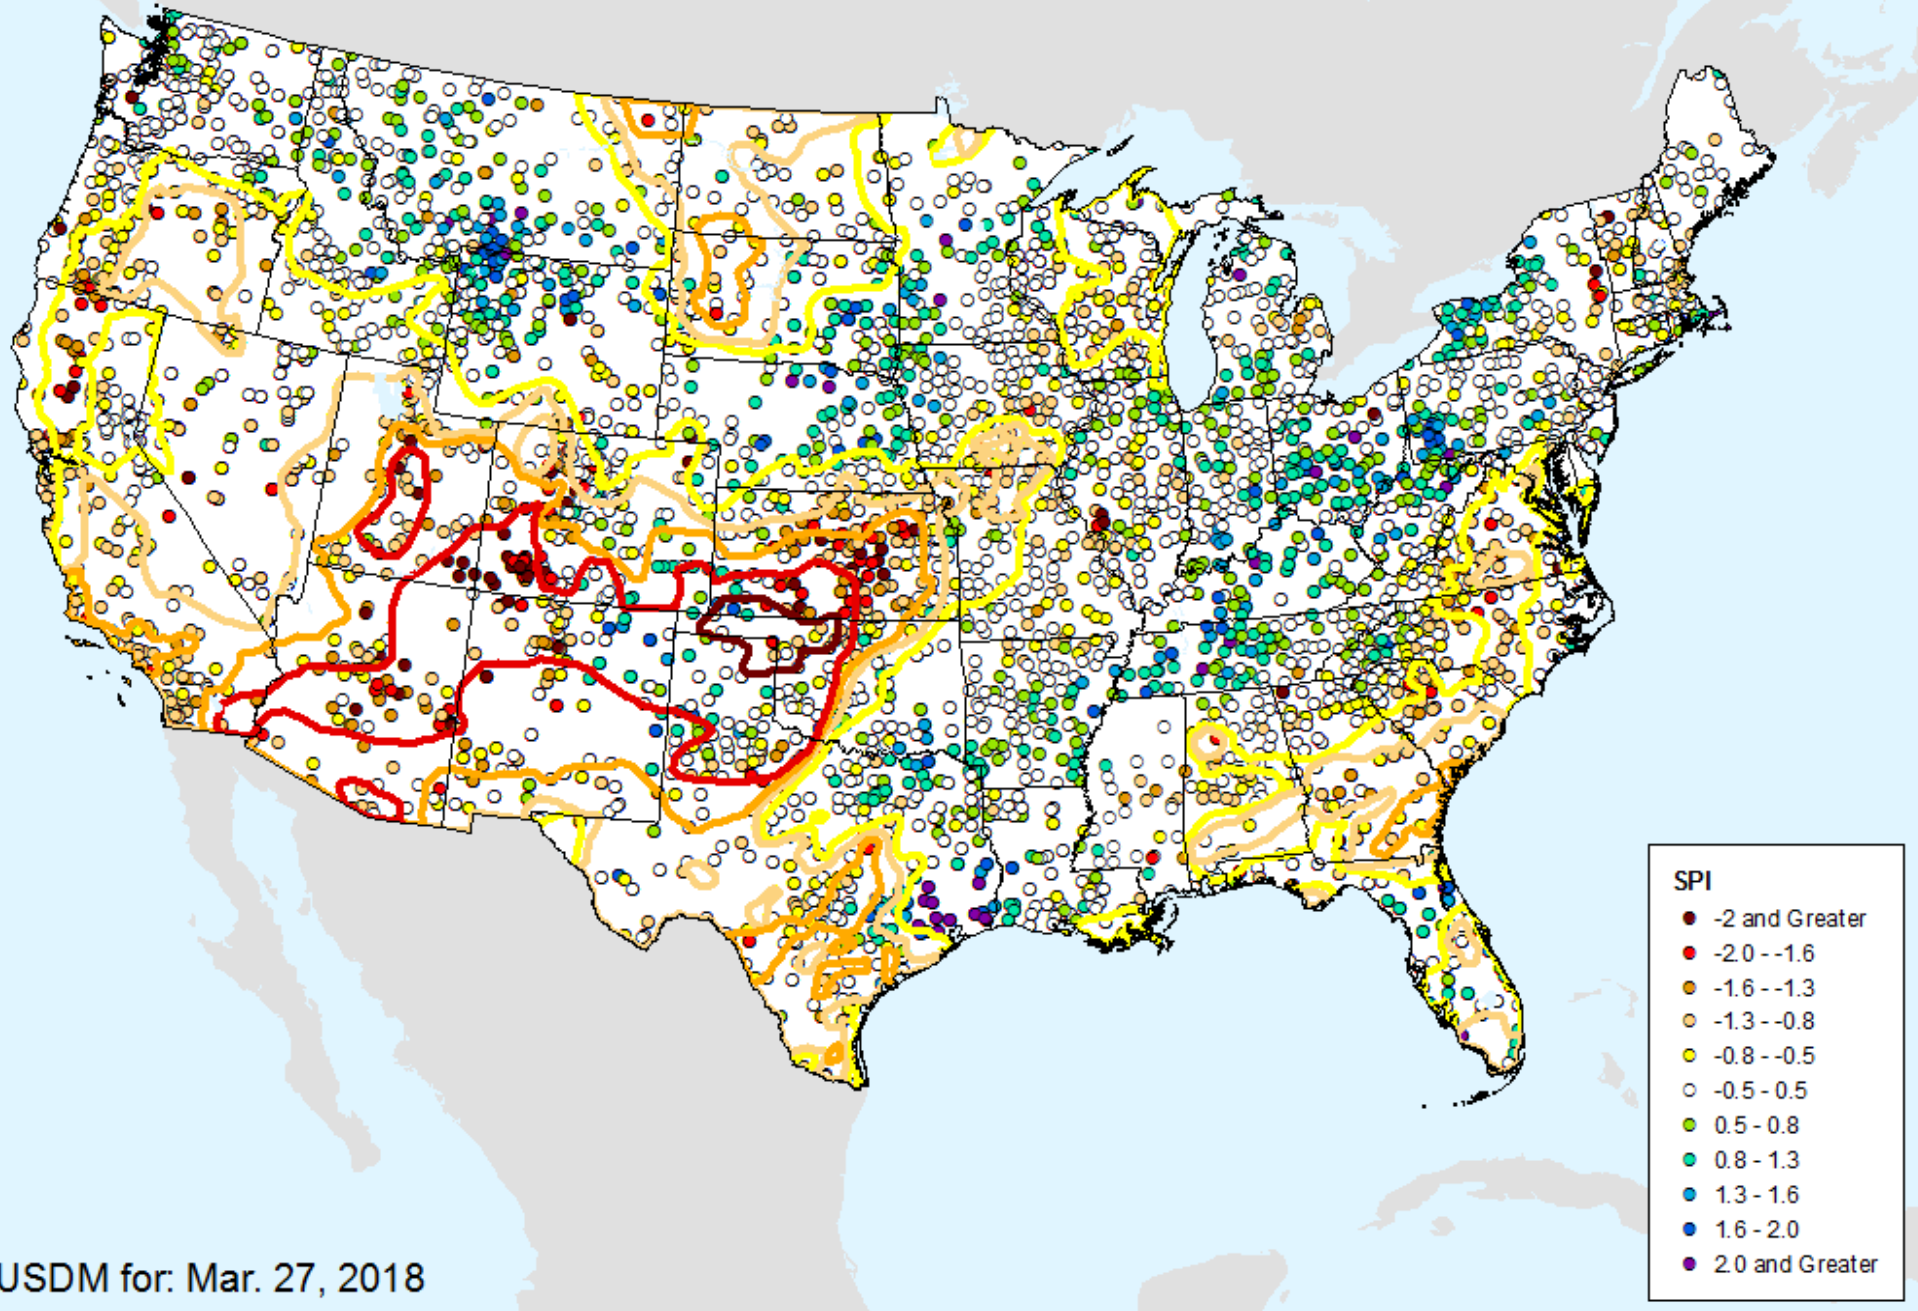 SPI
-2 and Greater
-2.0 - -1.6
-1.6 - -1.3
-1.3 - -0.8
-0.8 - -0.5
-0.5 - 0.5
0.5 - 0.8
0.8 - 1.3
1.3 - 1.6
1.6 - 2.0
2.0 and Greater
USDM for: Mar. 27, 2018